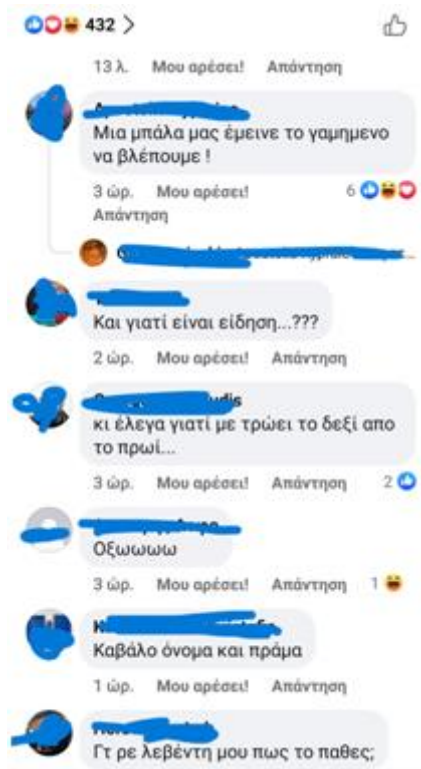 432
13 λ. Μου αρέσει! Απάντηση
Μια μπάλα μας έμεινε το γαμημενο
να βλέπουμε !
3 ώρ. Μου αρέσει! 6
Απάντηση
Και γιατί είναι είδηση...???
2 ώρ. Μου αρέσει! Απάντηση
κι έλεγα γιατί με τρώει το δεξί απο
το πρωί...
3 ώρ. Μου αρέσει! Απάντηση 2
Οξωωωωω
3 ώρ. Μου αρέσει! Απάντηση 1
Καβάλο όνομα και πράμα
1 ώρ. Μου αρέσει! Απάντηση
Γτ ρε λεβέντη μου πως το παθες;